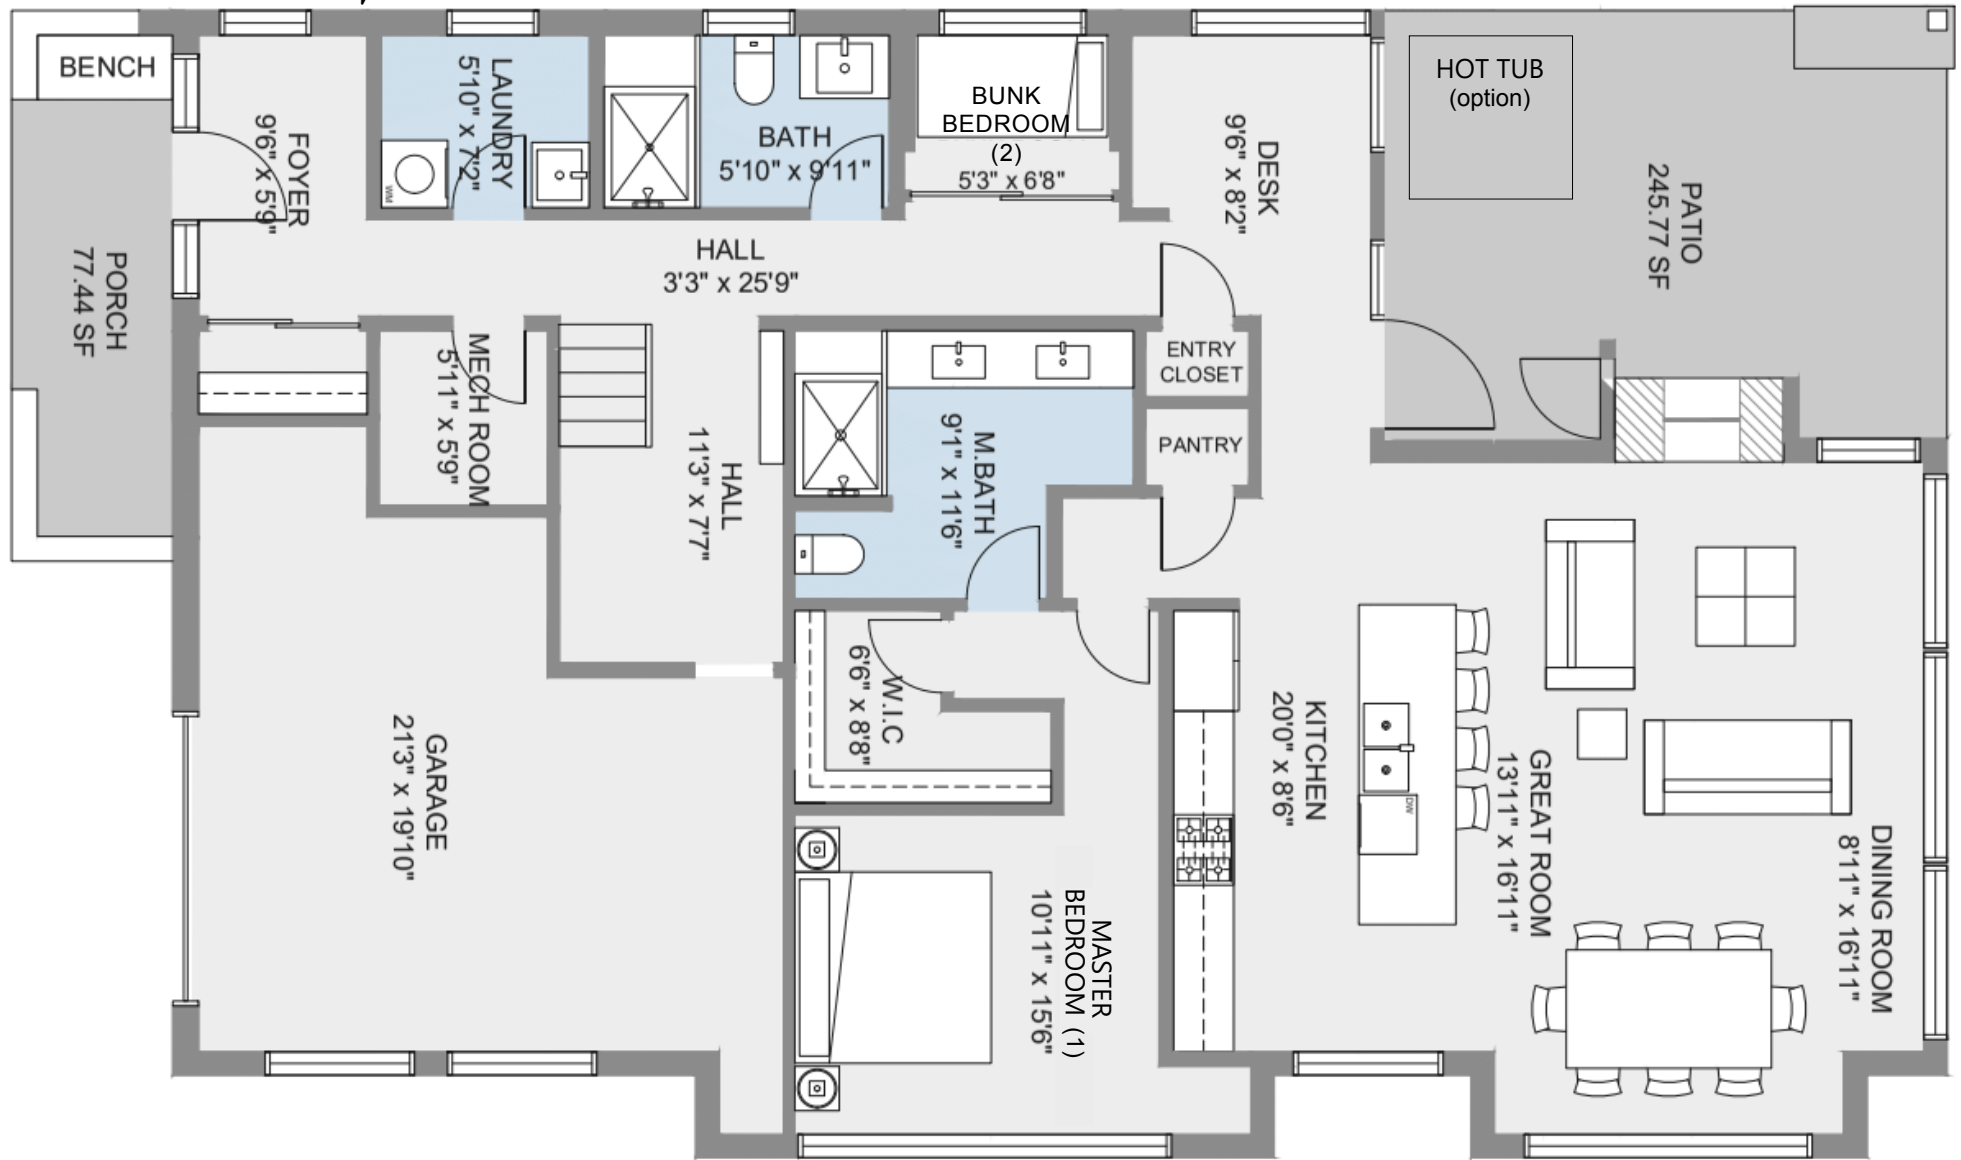 BENCH
PORCH
77.44 SF
FOYER
9'6" x 5'9"
LAUNDRY
5'10" x 7'2"
WM
BATH
5'10" x 9'11"
BUNK
BEDROOM
(2)
5'3" x 6'8"
DESK
9'6" x 8'2"
HOT TUB
(option)
PATIO
245.77 SF
HALL
3'3" x 25'9"
MECH ROOM
5'11" x 5'9"
HALL
11'3" x 7'7"
M.BATH
9'1" x 11'6"
ENTRY
CLOSET
PANTRY
W.I.C
6'6" x 8'8"
GARAGE
21'3" x 19'10"
MASTER
BEDROOM (1)
10'11" x 15'6"
KITCHEN
20'0" x 8'6"
DW
GREAT ROOM
13'11" x 16'11"
DINING ROOM
8'11" x 16'11"